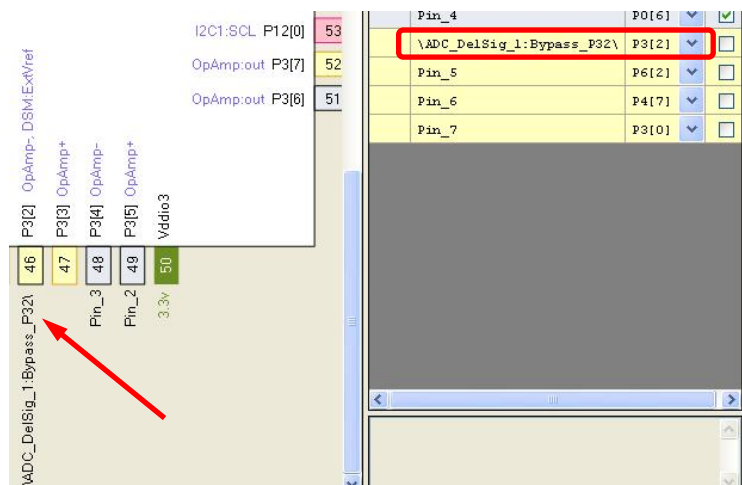 I2C1:SCL P12[0] 53
OpAmp:out P3[7] 52
OpAmp:out P3[6] 51
P3[2] OpAmp-, DSM:ExtVref
P3[3] OpAmp+
P3[4] OpAmp-
P3[5] OpAmp+
Vddio3
46
47
48
49
50
\ADC_DelSig_1:Bypass_P32\
Pin_3
Pin_2
3.3v
Pin_4 P0[6]
\ADC_DelSig_1:Bypass_P32\ P3[2]
Pin_5 P6[2]
Pin_6 P4[7]
Pin_7 P3[0]